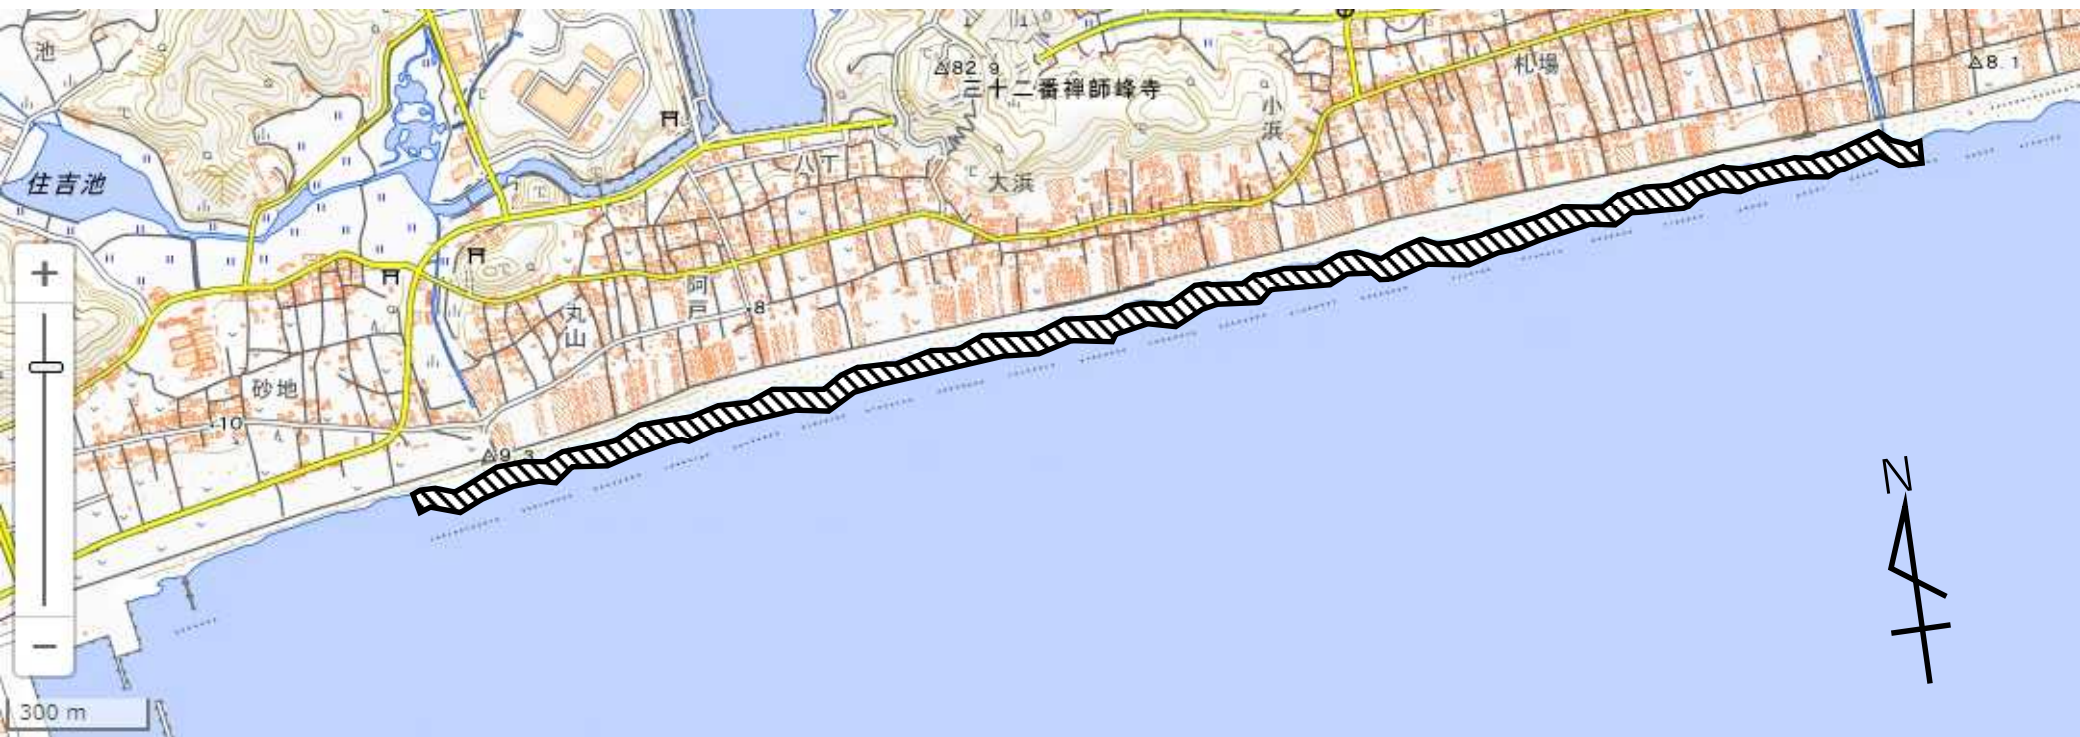 池
△82.9
三十二番禅師峰寺
小浜
札場
△8.1
住吉池
八丁
大浜
+
阿戸
8
丸山
砂地
10
△9.3
N
−
300 m